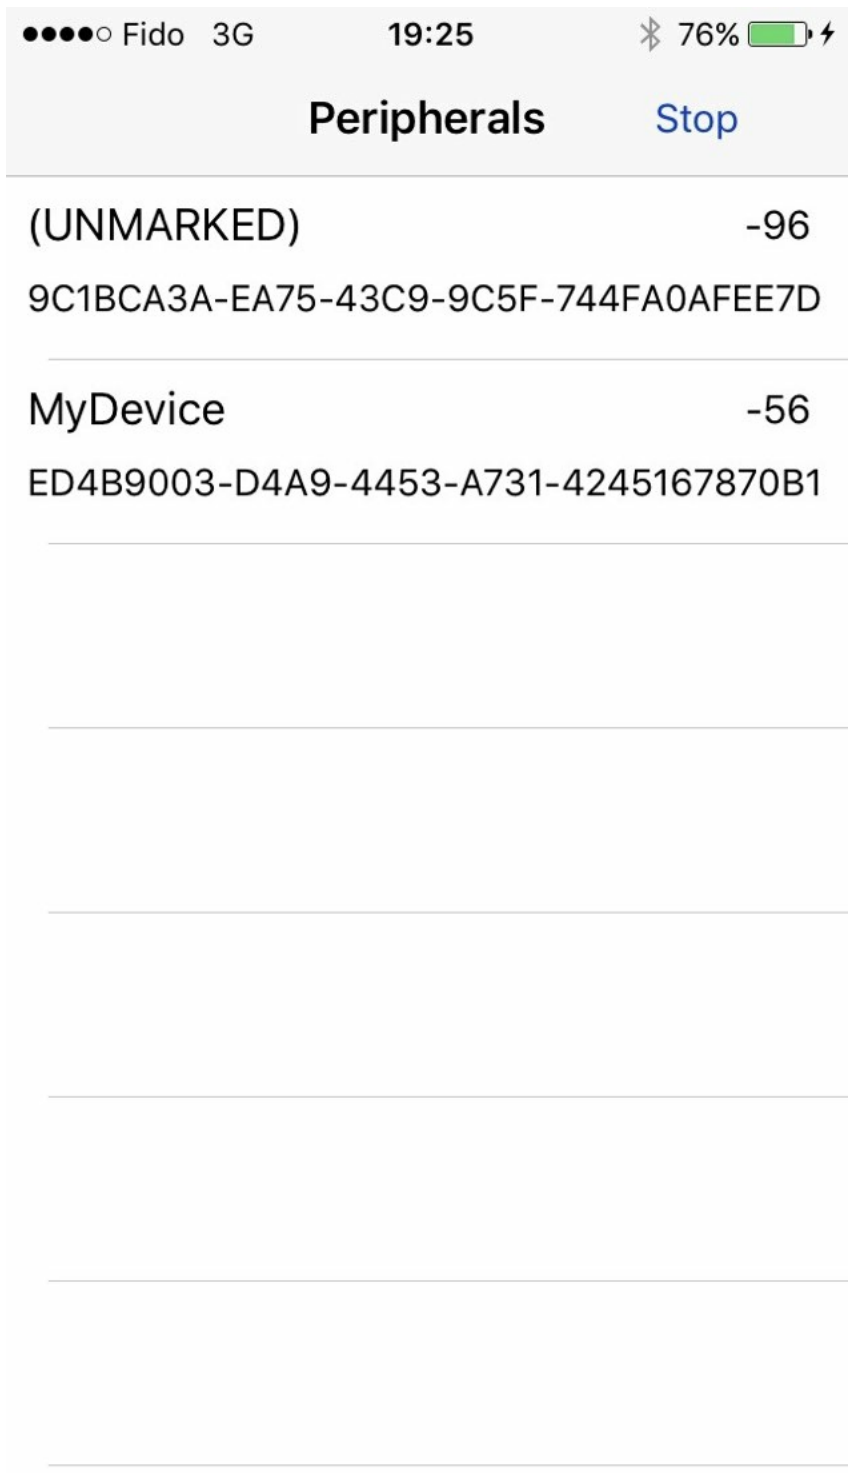 Fido 3G 19:25 76%
Peripherals Stop
(UNMARKED) -96
9C1BCA3A-EA75-43C9-9C5F-744FA0AFEE7D
MyDevice -56
ED4B9003-D4A9-4453-A731-4245167870B1